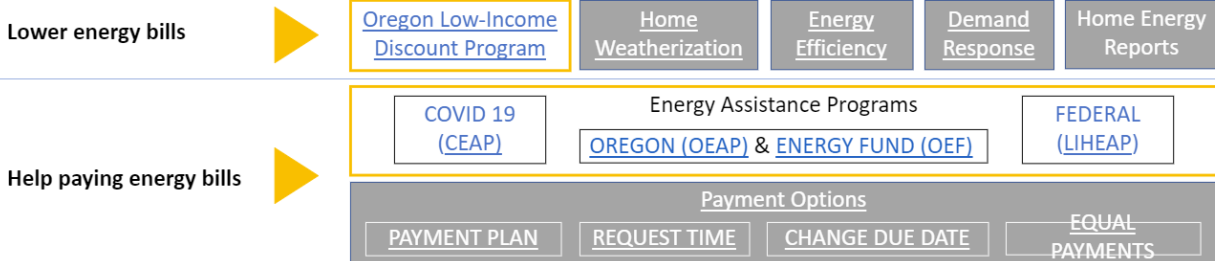 Lower energy bills
Oregon Low-Income
Discount Program
Home
Weatherization
Energy
Efficiency
Demand
Response
Home Energy
Reports
Help paying energy bills
Energy Assistance Programs
COVID 19
(CEAP)
OREGON (OEAP) & ENERGY FUND (OEF)
FEDERAL
(LIHEAP)
Payment Options
PAYMENT PLAN
REQUEST TIME
CHANGE DUE DATE
EQUAL
PAYMENTS